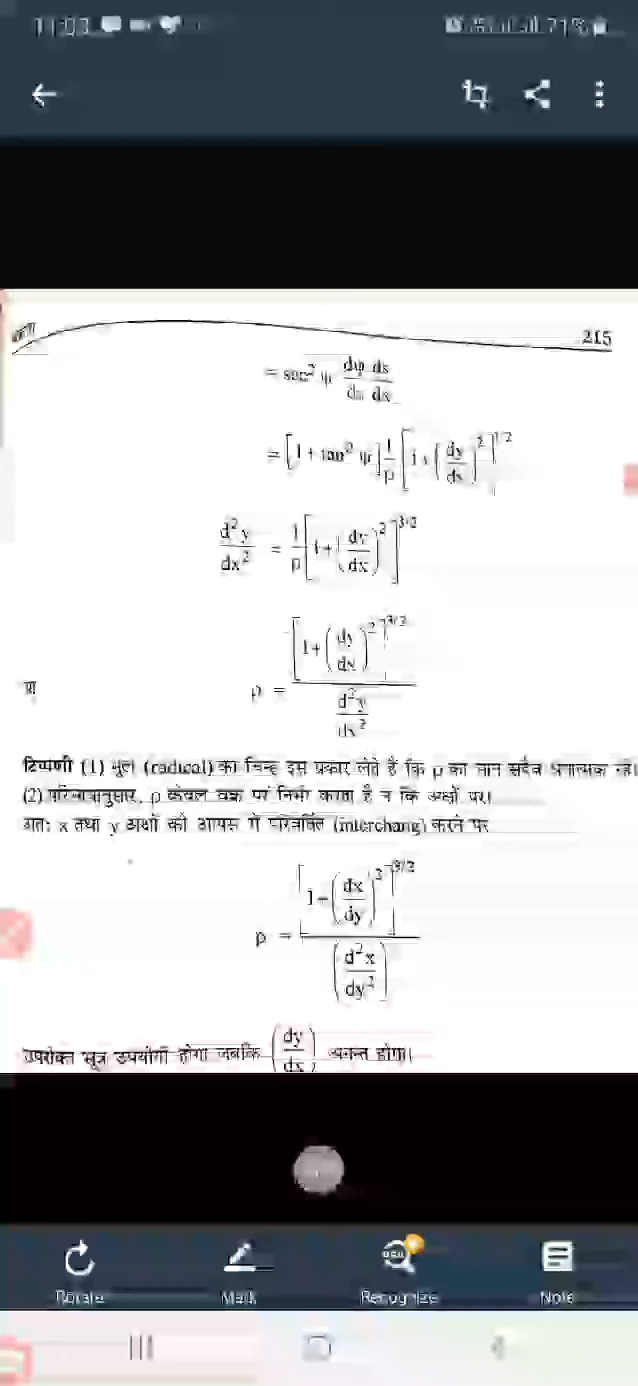 11:03
71%
215
= sec² ψ dψ/ds ds/dx
= [1 + tan² ψ] 1/ρ [1 + (dy/dx)²]^1/2
d²y/dx² = 1/ρ [1 + (dy/dx)²]^3/2
या ρ = [1 + (dy/dx)²]^3/2 / d²y/dx²
टिप्पणी (1) मूल (radical) का चिन्ह इस प्रकार लेते हैं कि ρ का मान सदैव धनात्मक रहे।
(2) परिभाषानुसार, ρ केवल वक्र पर निर्भर करता है न कि अक्षों पर।
अतः x तथा y अक्षों को आपस में परिवर्तित (interchang) करने पर
ρ = [1 + (dx/dy)²]^3/2 / (d²x/dy²)
उपरोक्त सूत्र उपयोगी होगा जबकि (dy/dx) अनन्त होगा।
Rotate Mark Recognize Note